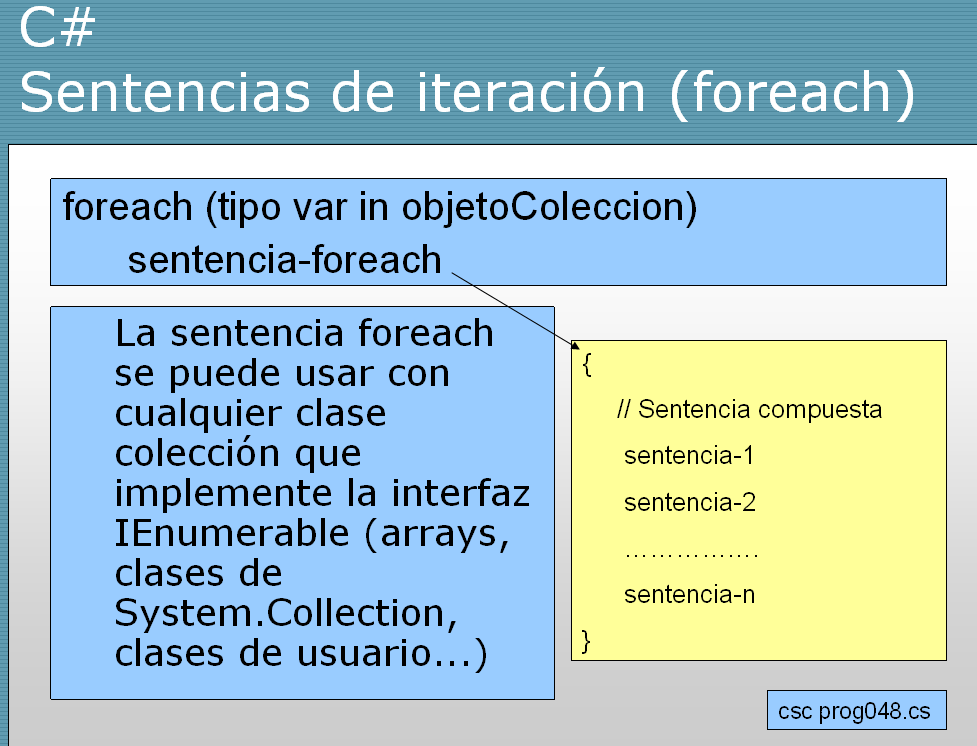 C#
Sentencias de iteración (foreach)
foreach (tipo var in objetoColeccion)
sentencia-foreach
La sentencia foreach
se puede usar con
cualquier clase
colección que
implemente la interfaz
IEnumerable (arrays,
clases de
System.Collection,
clases de usuario...)
{
// Sentencia compuesta
sentencia-1
sentencia-2
…………….
sentencia-n
}
csc prog048.cs